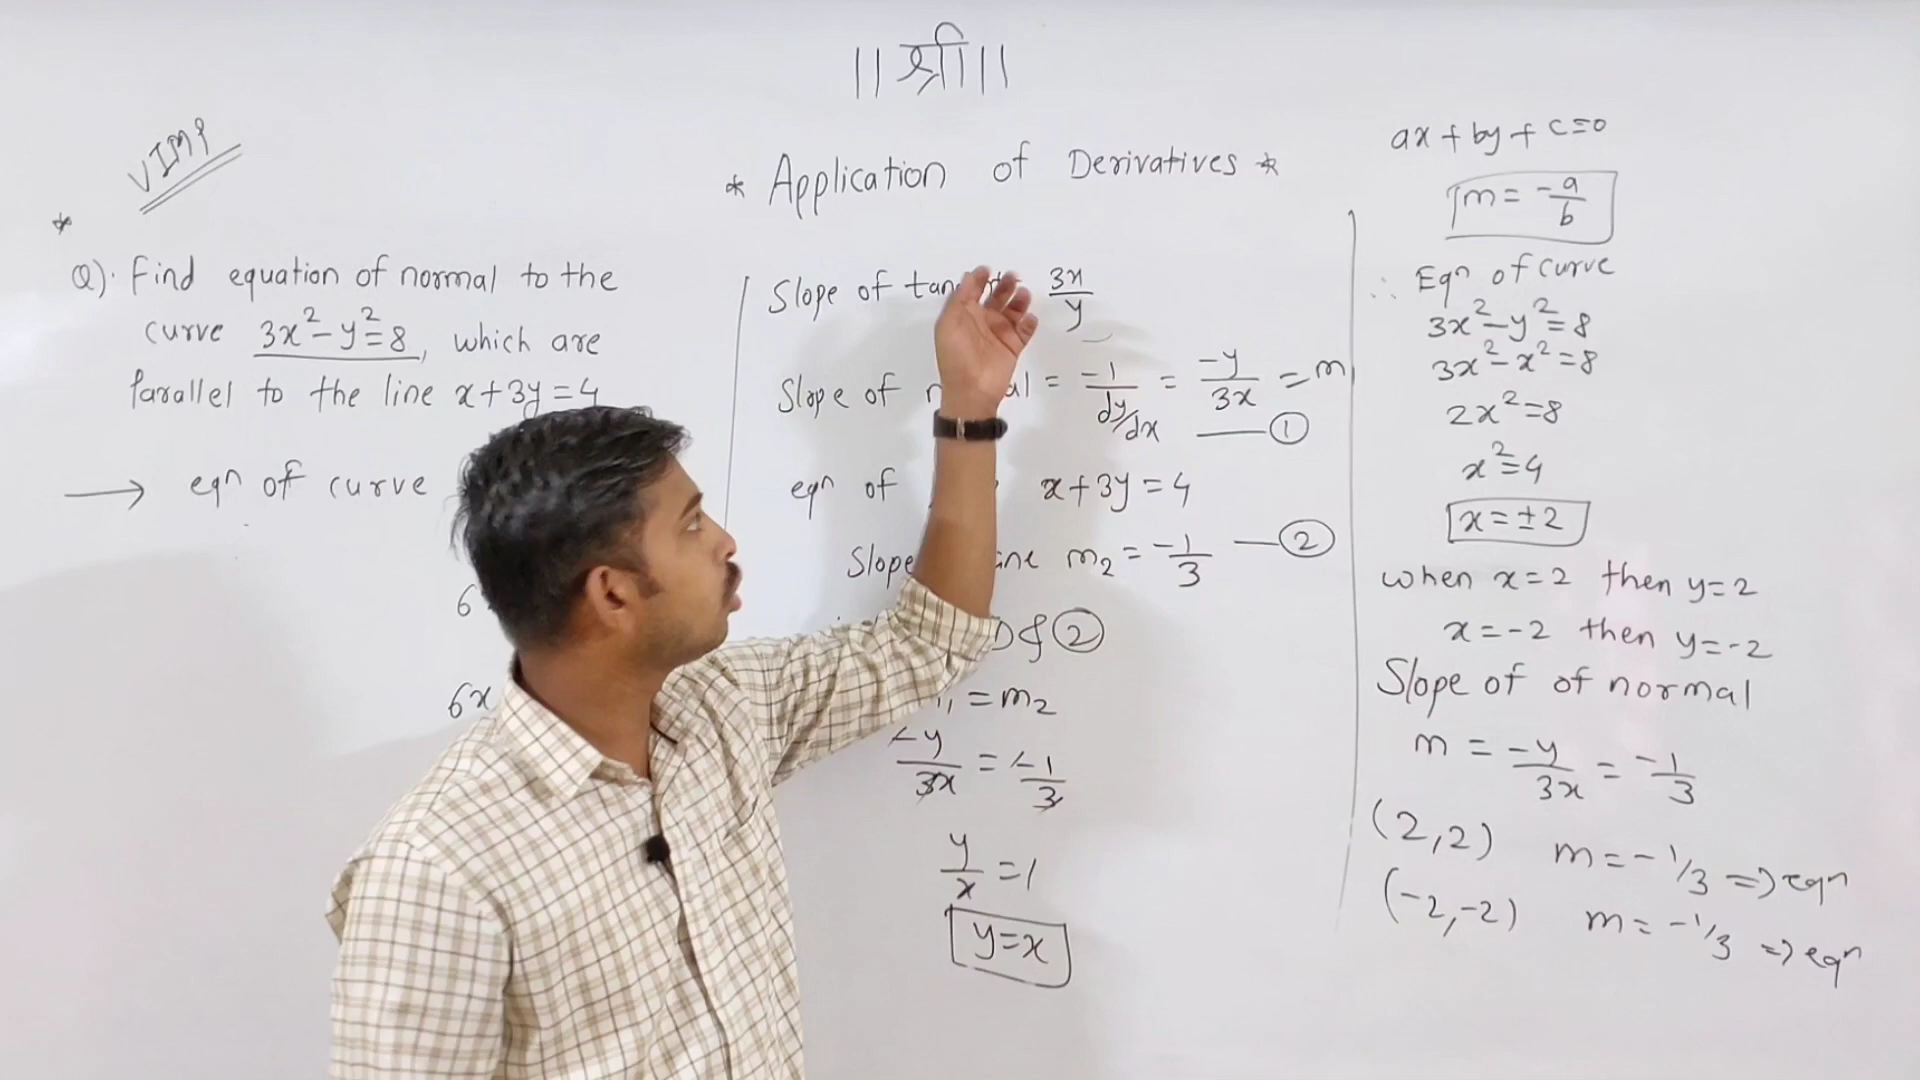 ||श्री||
VIMP
* Application of Derivatives *
*
Q). Find equation of normal to the
curve 3x²-y²=8, which are
Parallel to the line x+3y=4
→ eqn of curve
6
6x
Slope of 3x/y
Slope of = -1/dy/dx = -y/3x = m
—①
eqn of x+3y=4
Slope m₂ = -1/3 —②
& ②
= m₂
-y/3x = -1/3
y/x = 1
y=x
ax+by+c=0
m = -a/b
∴ Eqn of curve
3x²-y²=8
3x²-x²=8
2x²=8
x²=4
x=±2
when x=2 then y=2
x=-2 then y=-2
Slope of of normal
m = -y/3x = -1/3
(2,2) m=-1/3 ⇒ eqn
(-2,-2) m=-1/3 ⇒ eqn